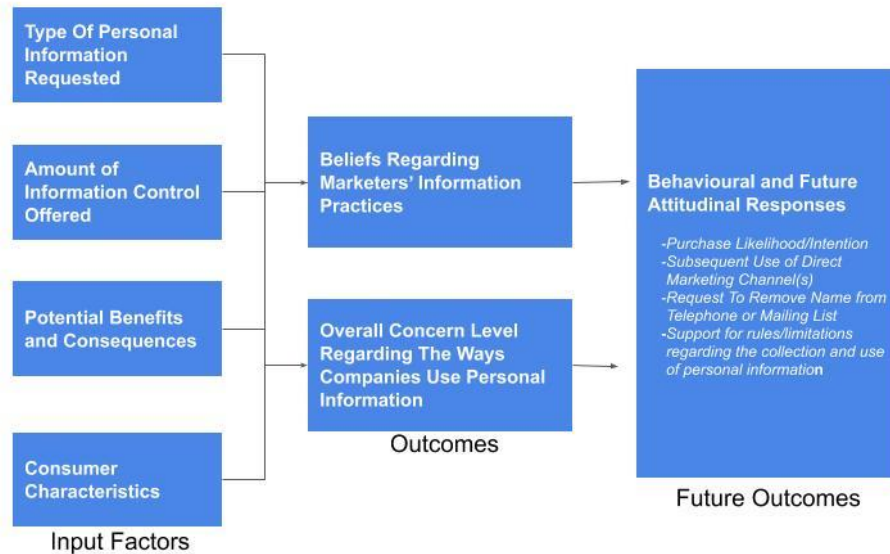 Type Of Personal
Information
Requested
Amount of
Information Control
Offered
Potential Benefits
and Consequences
Consumer
Characteristics
Input Factors
Beliefs Regarding
Marketers’ Information
Practices
Overall Concern Level
Regarding The Ways
Companies Use Personal
Information
Outcomes
Behavioural and Future
Attitudinal Responses
-Purchase Likelihood/Intention
-Subsequent Use of Direct
Marketing Channel(s)
-Request To Remove Name from
Telephone or Mailing List
-Support for rules/limitations
regarding the collection and use
of personal information
Future Outcomes